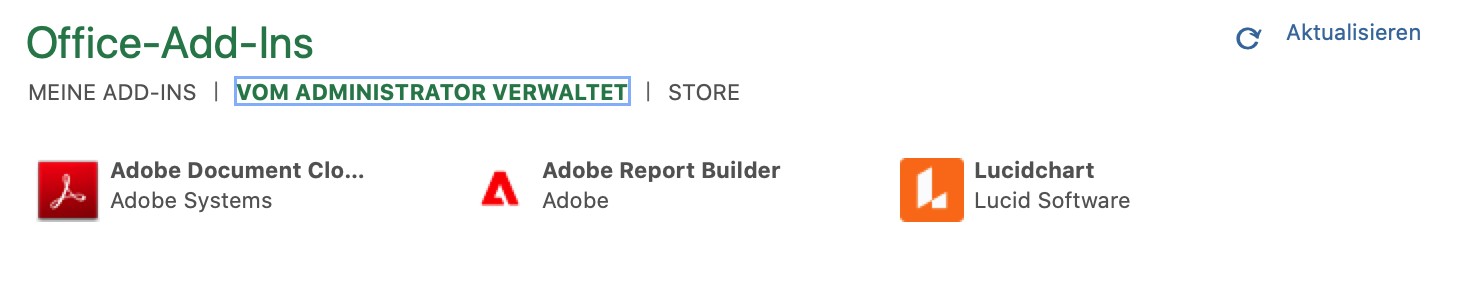 Office-Add-Ins
Aktualisieren
MEINE ADD-INS | VOM ADMINISTRATOR VERWALTET | STORE
Adobe Document Clo...
Adobe Systems
Adobe Report Builder
Adobe
Lucidchart
Lucid Software